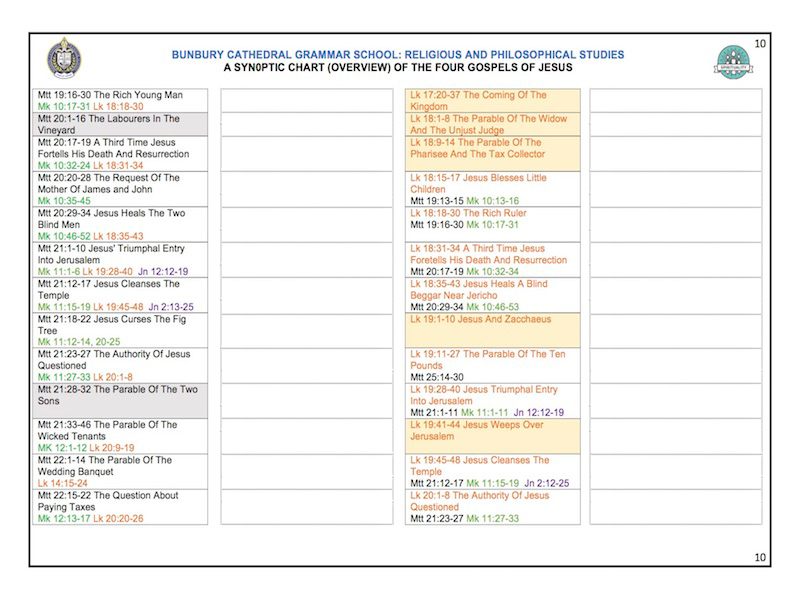 10
BUNBURY CATHEDRAL GRAMMAR SCHOOL: RELIGIOUS AND PHILOSOPHICAL STUDIES
A SYN0PTIC CHART (OVERVIEW) OF THE FOUR GOSPELS OF JESUS
SPIRITUALITY
Mtt 19:16-30 The Rich Young Man
Mk 10:17-31 Lk 18:18-30
Mtt 20:1-16 The Labourers In The
Vineyard
Mtt 20:17-19 A Third Time Jesus
Fortells His Death And Resurrection
Mk 10:32-24 Lk 18:31-34
Mtt 20:20-28 The Request Of The
Mother Of James and John
Mk 10:35-45
Mtt 20:29-34 Jesus Heals The Two
Blind Men
Mk 10:46-52 Lk 18:35-43
Mtt 21:1-10 Jesus' Triumphal Entry
Into Jerusalem
Mk 11:1-6 Lk 19:28-40 Jn 12:12-19
Mtt 21:12-17 Jesus Cleanses The
Temple
Mk 11:15-19 Lk 19:45-48 Jn 2:13-25
Mtt 21:18-22 Jesus Curses The Fig
Tree
Mk 11:12-14, 20-25
Mtt 21:23-27 The Authority Of Jesus
Questioned
Mk 11:27-33 Lk 20:1-8
Mtt 21:28-32 The Parable Of The Two
Sons
Mtt 21:33-46 The Parable Of The
Wicked Tenants
MK 12:1-12 Lk 20:9-19
Mtt 22:1-14 The Parable Of The
Wedding Banquet
Lk 14:15-24
Mtt 22:15-22 The Question About
Paying Taxes
Mk 12:13-17 Lk 20:20-26
Lk 17:20-37 The Coming Of The
Kingdom
Lk 18:1-8 The Parable Of The Widow
And The Unjust Judge
Lk 18:9-14 The Parable Of The
Pharisee And The Tax Collector
Lk 18:15-17 Jesus Blesses Little
Children
Mtt 19:13-15 Mk 10:13-16
Lk 18:18-30 The Rich Ruler
Mtt 19:16-30 Mk 10:17-31
Lk 18:31-34 A Third Time Jesus
Foretells His Death And Resurrection
Mtt 20:17-19 Mk 10:32-34
Lk 18:35-43 Jesus Heals A Blind
Beggar Near Jericho
Mtt 20:29-34 Mk 10:46-53
Lk 19:1-10 Jesus And Zacchaeus
Lk 19:11-27 The Parable Of The Ten
Pounds
Mtt 25:14-30
Lk 19:28-40 Jesus Triumphal Entry
Into Jerusalem
Mtt 21:1-11 Mk 11:1-11 Jn 12:12-19
Lk 19:41-44 Jesus Weeps Over
Jerusalem
Lk 19:45-48 Jesus Cleanses The
Temple
Mtt 21:12-17 Mk 11:15-19 Jn 2:12-25
Lk 20:1-8 The Authority Of Jesus
Questioned
Mtt 21:23-27 Mk 11:27-33
10